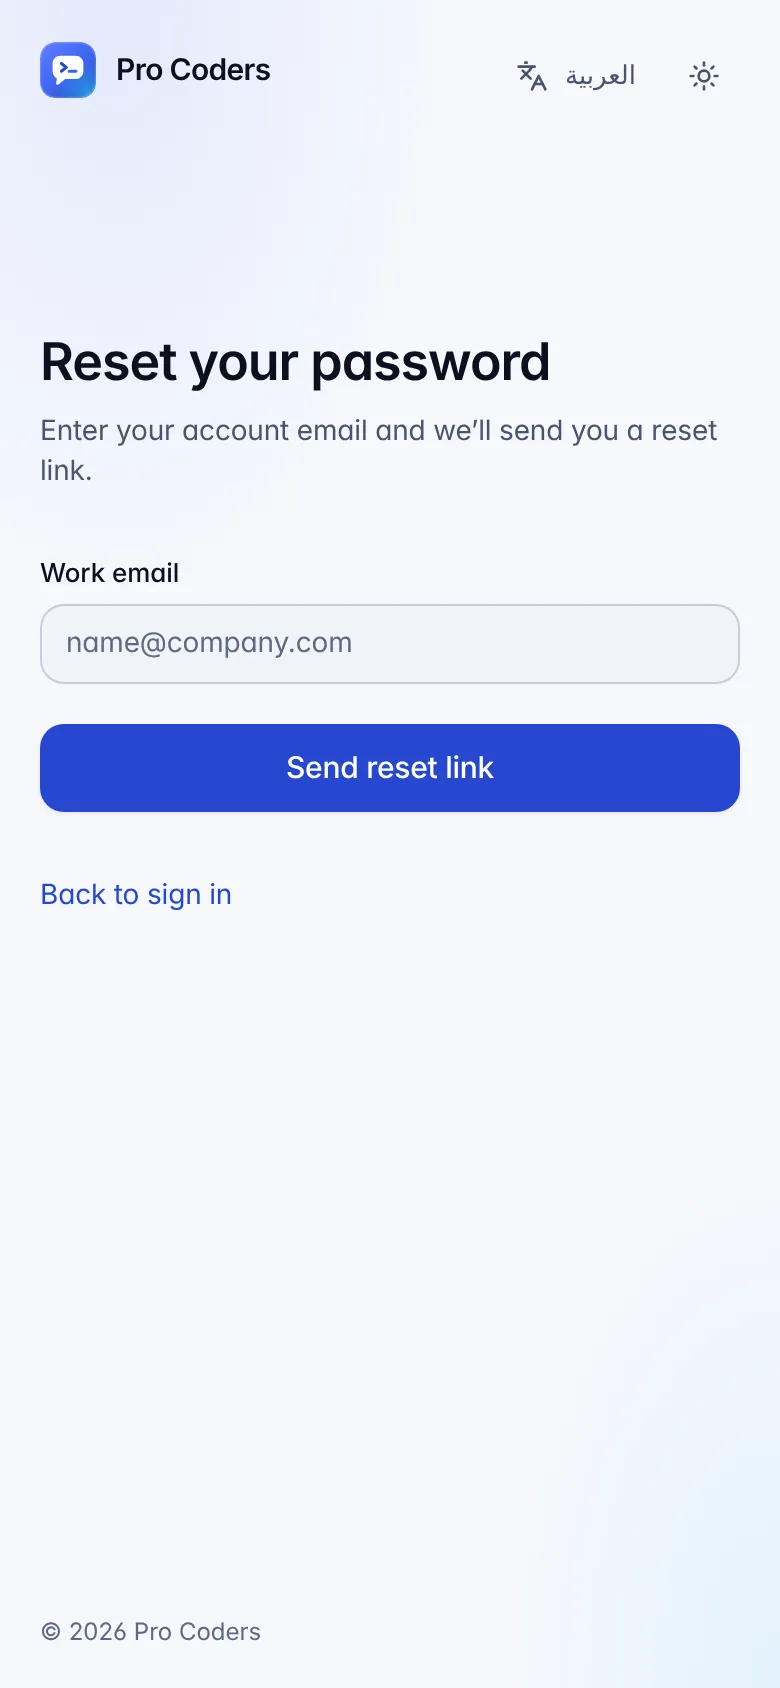 Pro Coders
العربية
Reset your password
Enter your account email and we’ll send you a reset
link.
Work email
name@company.com
Send reset link
Back to sign in
© 2026 Pro Coders